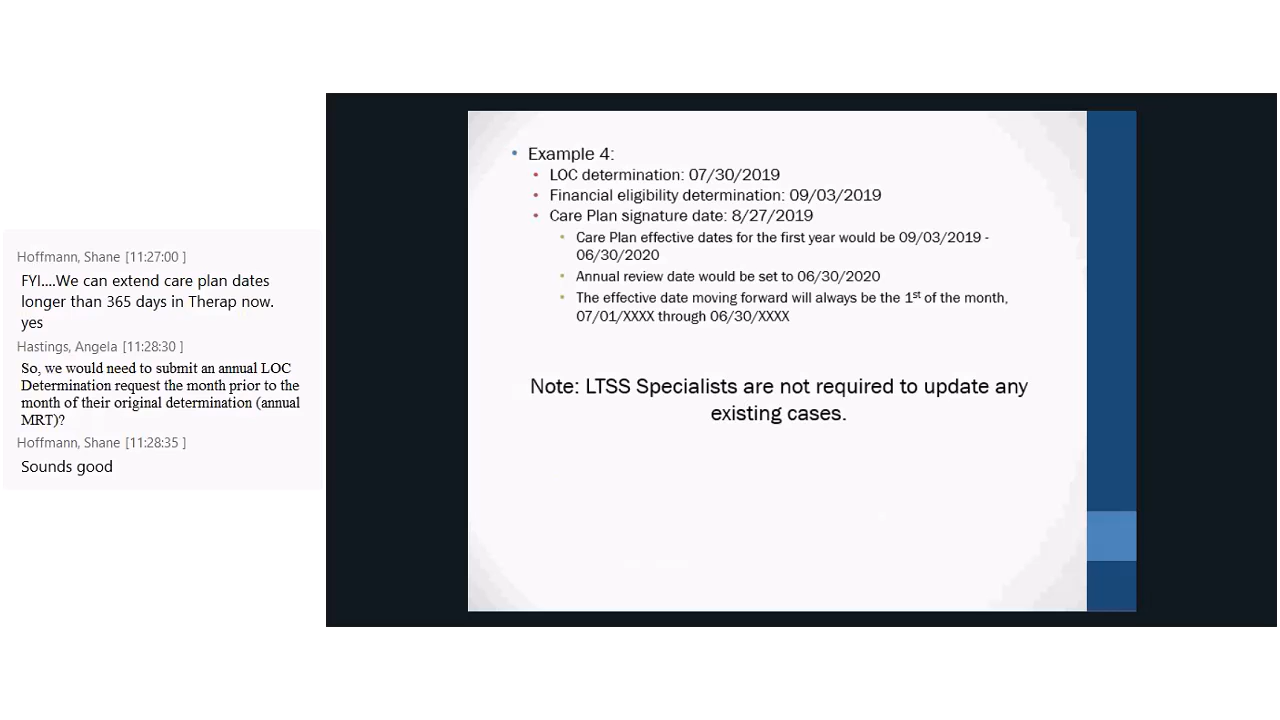 Hoffmann, Shane [11:27:00 ]
FYI....We can extend care plan dates
longer than 365 days in Therap now.
yes
Hastings, Angela [11:28:30 ]
So, we would need to submit an annual LOC
Determination request the month prior to the
month of their original determination (annual
MRT)?
Hoffmann, Shane [11:28:35 ]
Sounds good
• Example 4:
• LOC determination: 07/30/2019
• Financial eligibility determination: 09/03/2019
• Care Plan signature date: 8/27/2019
• Care Plan effective dates for the first year would be 09/03/2019 -
06/30/2020
• Annual review date would be set to 06/30/2020
• The effective date moving forward will always be the 1st of the month,
07/01/XXXX through 06/30/XXXX
Note: LTSS Specialists are not required to update any
existing cases.